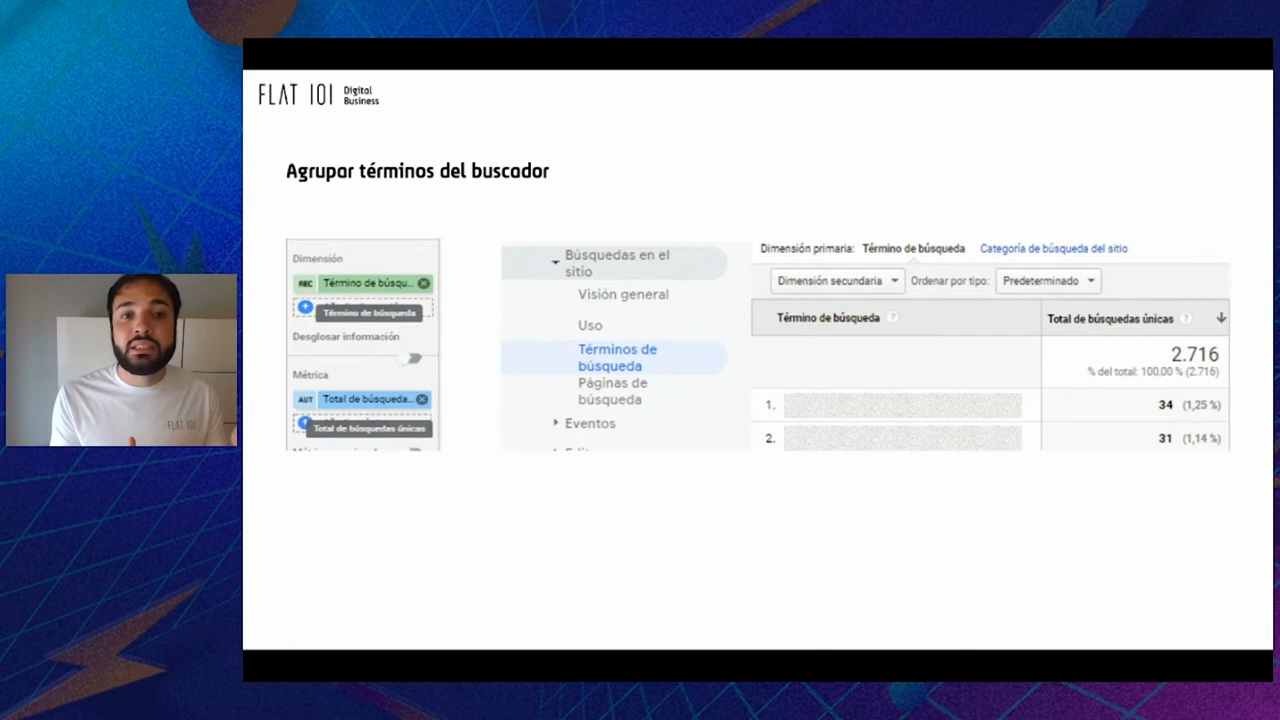 FLAT 101 Digital
Business
Agrupar términos del buscador
Dimensión
ABC Término de búsqu...
Término de búsqueda
Desglosar información
Métrica
AUT Total de búsqueda...
Total de búsquedas únicas
Búsquedas en el
sitio
Visión general
Uso
Términos de
búsqueda
Páginas de
búsqueda
Eventos
Dimensión primaria: Término de búsqueda Categoría de búsqueda del sitio
Dimensión secundaria Ordenar por tipo: Predeterminado
Término de búsqueda ? Total de búsquedas únicas ?
2.716
% del total: 100,00 % (2.716)
1. 34 (1,25 %)
2. 31 (1,14 %)
FLAT 101